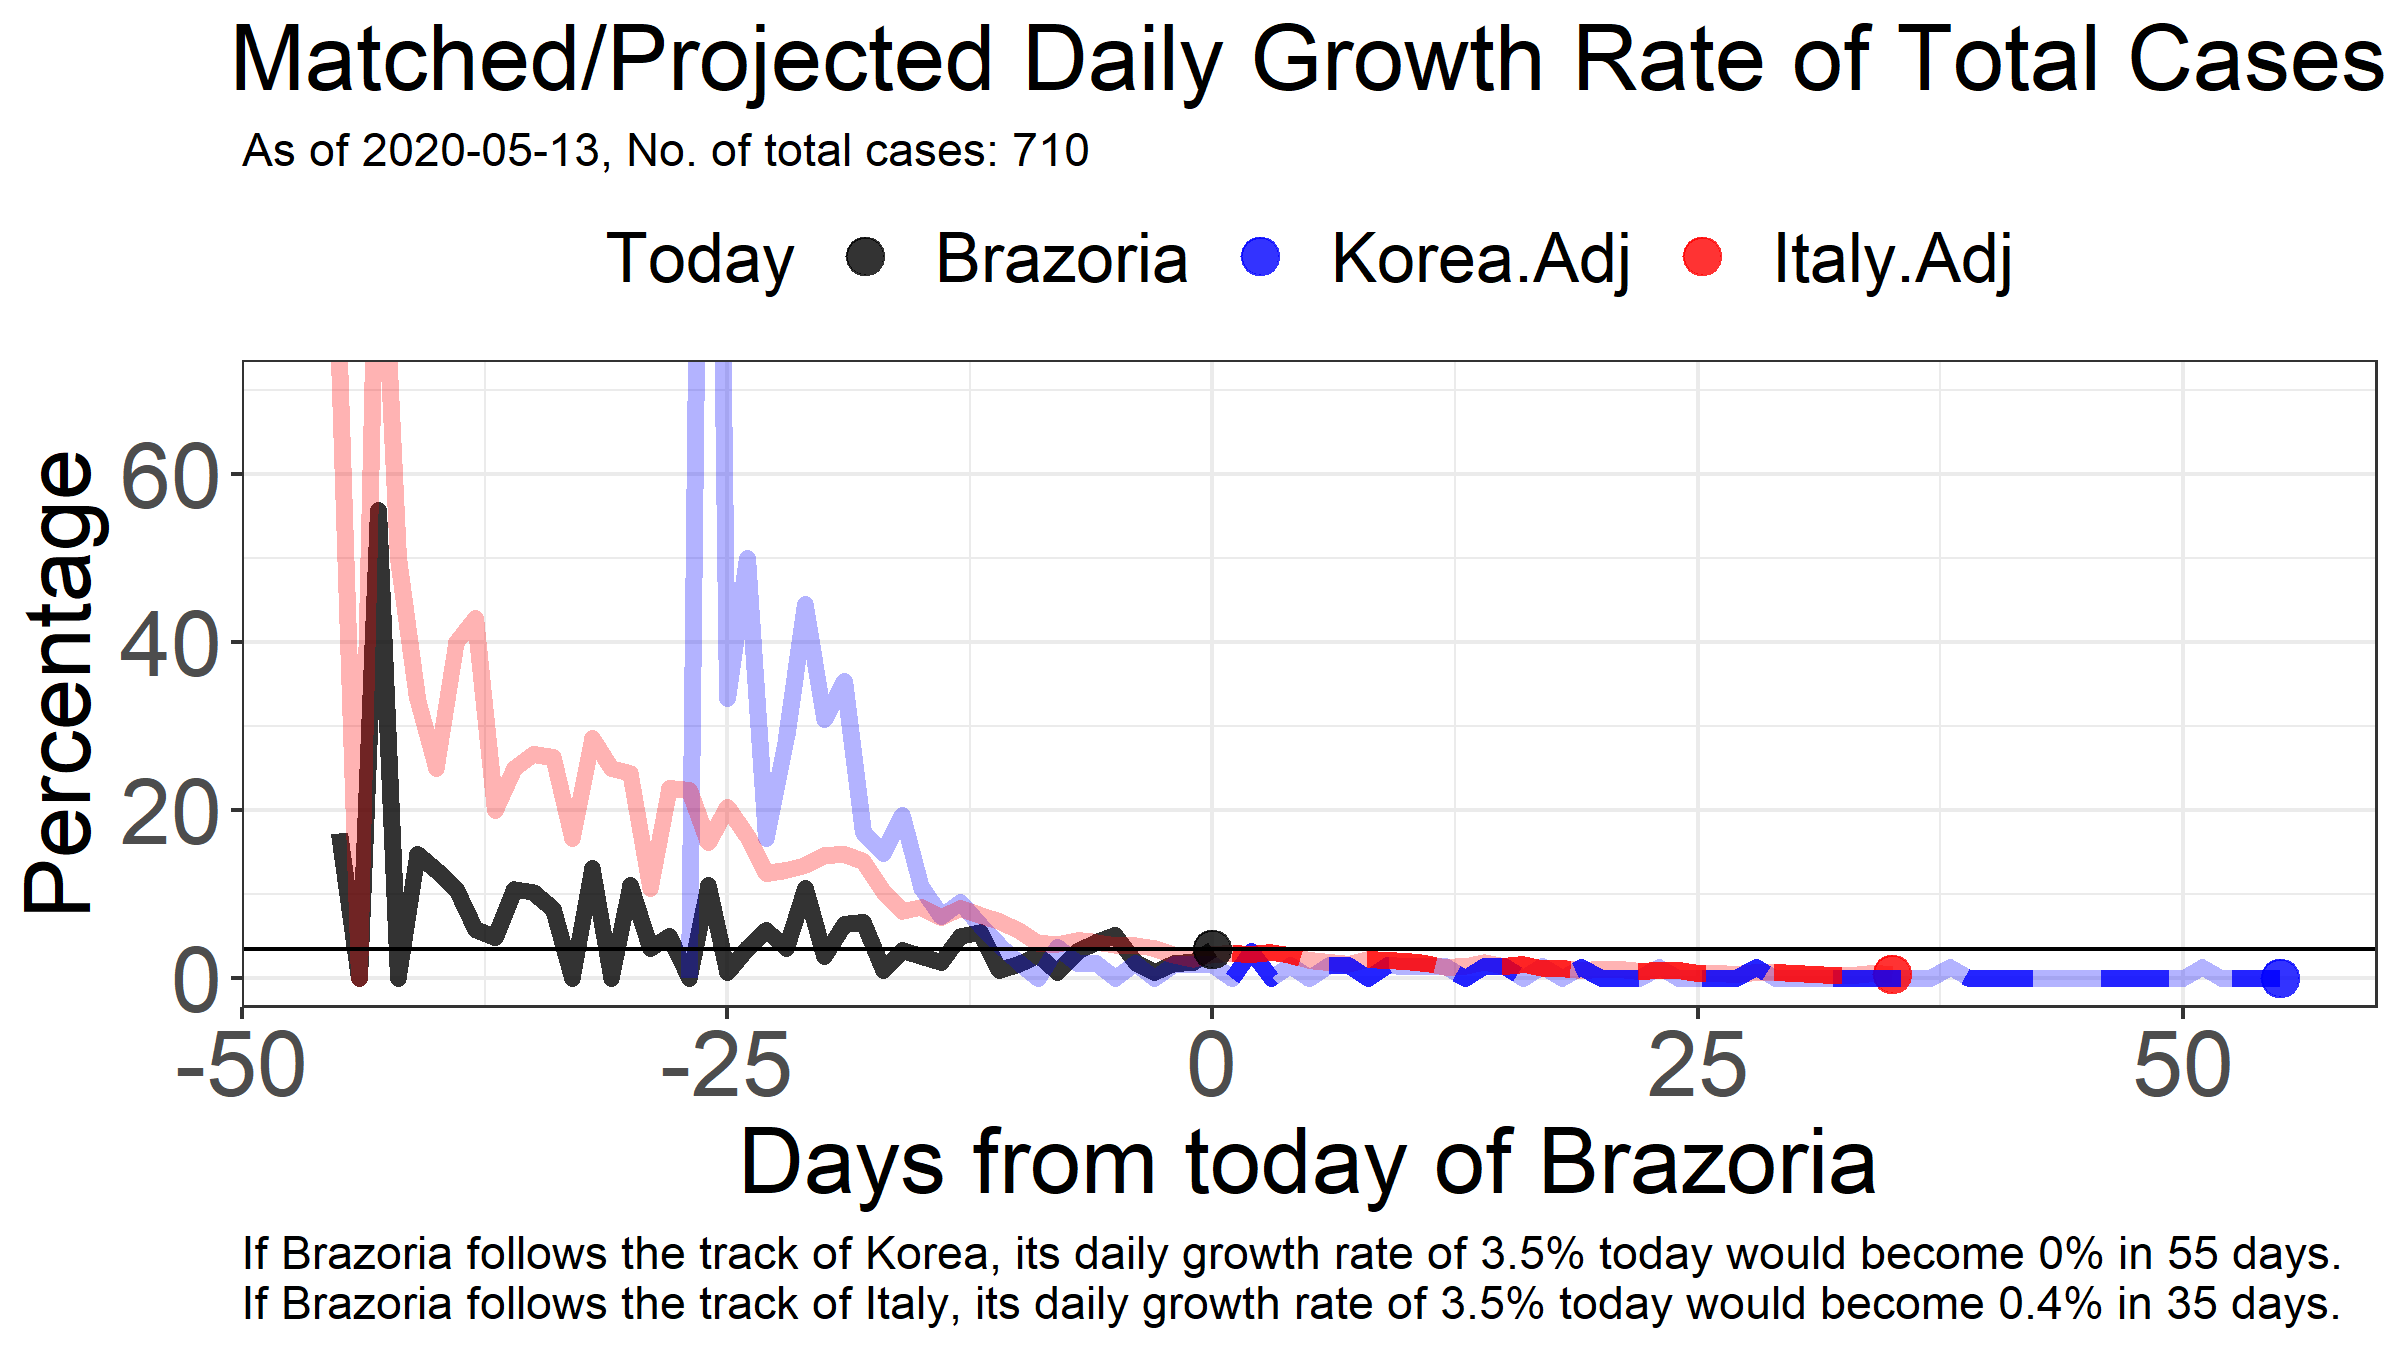 Matched/Projected Daily Growth Rate of Total Cases
As of 2020-05-13, No. of total cases: 710
Today Brazoria Korea.Adj Italy.Adj
Percentage
60
40
20
0
-50 -25 0 25 50
Days from today of Brazoria
If Brazoria follows the track of Korea, its daily growth rate of 3.5% today would become 0% in 55 days.
If Brazoria follows the track of Italy, its daily growth rate of 3.5% today would become 0.4% in 35 days.